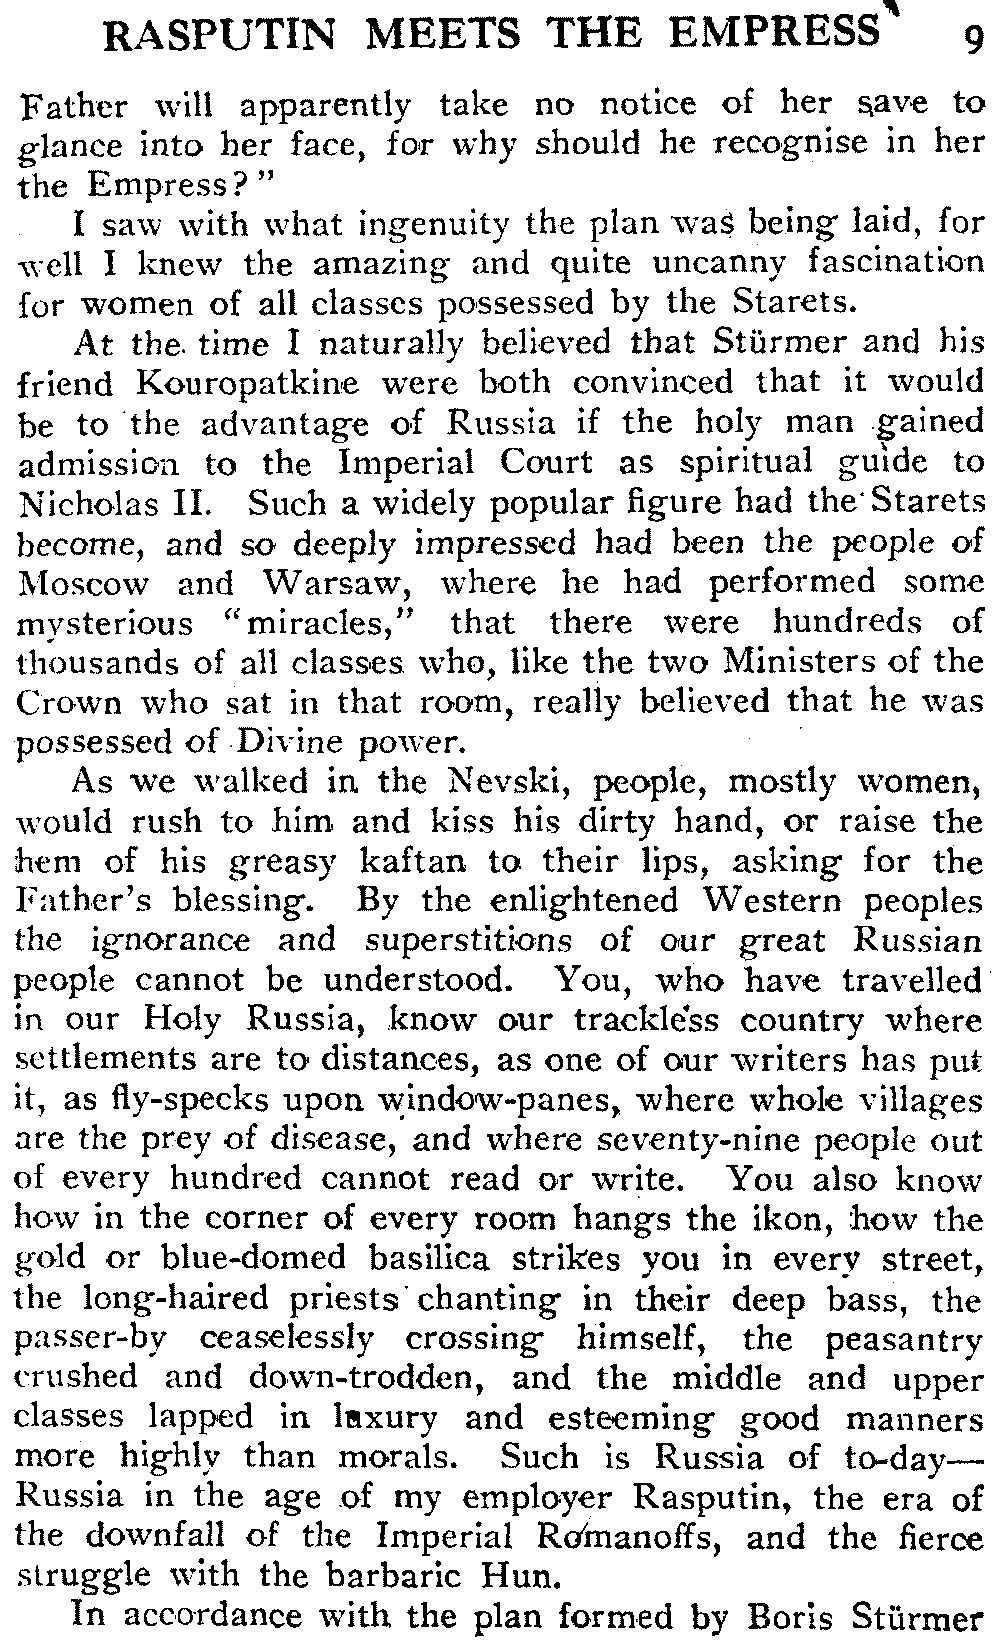 RASPUTIN MEETS THE EMPRESS 9
Father will apparently take no notice of her save to
glance into her face, for why should he recognise in her
the Empress?"
I saw with what ingenuity the plan was being laid, for
well I knew the amazing and quite uncanny fascination
for women of all classes possessed by the Starets.
At the time I naturally believed that Stürmer and his
friend Kouropatkine were both convinced that it would
be to the advantage of Russia if the holy man gained
admission to the Imperial Court as spiritual guide to
Nicholas II. Such a widely popular figure had the Starets
become, and so deeply impressed had been the people of
Moscow and Warsaw, where he had performed some
mysterious "miracles," that there were hundreds of
thousands of all classes who, like the two Ministers of the
Crown who sat in that room, really believed that he was
possessed of Divine power.
As we walked in the Nevski, people, mostly women,
would rush to him and kiss his dirty hand, or raise the
hem of his greasy kaftan to their lips, asking for the
Father's blessing. By the enlightened Western peoples
the ignorance and superstitions of our great Russian
people cannot be understood. You, who have travelled
in our Holy Russia, know our trackless country where
settlements are to distances, as one of our writers has put
it, as fly-specks upon window-panes, where whole villages
are the prey of disease, and where seventy-nine people out
of every hundred cannot read or write. You also know
how in the corner of every room hangs the ikon, how the
gold or blue-domed basilica strikes you in every street,
the long-haired priests chanting in their deep bass, the
passer-by ceaselessly crossing himself, the peasantry
crushed and down-trodden, and the middle and upper
classes lapped in luxury and esteeming good manners
more highly than morals. Such is Russia of to-day—
Russia in the age of my employer Rasputin, the era of
the downfall of the Imperial Romanoffs, and the fierce
struggle with the barbaric Hun.
In accordance with the plan formed by Boris Stürmer